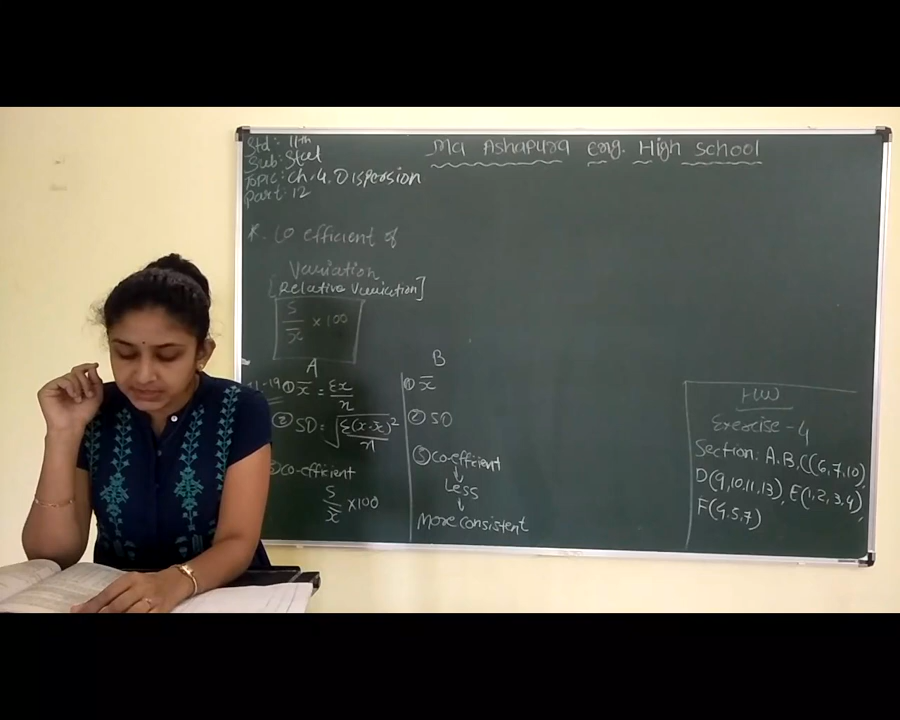 Ma Ashapura Eng. High School
Std: 11th
Sub: Stat
Topic: Ch. 4. Dispersion
Part: 12
* Co efficient of
Variation
[Relative Variation]
S/x̄ × 100
A
11-19 ① x̄ = Σx/n
② SD = √Σ(x-x̄)²/n
③ Co-efficient
S/x̄ ×100
B
① x̄
② SD
③ Co-efficient
↓
Less
↓
More consistent
HW
Exercise - 4
Section: A, B, C(6,7,10),
D(9,10,11,13), E(1,2,3,4),
F(4,5,7)